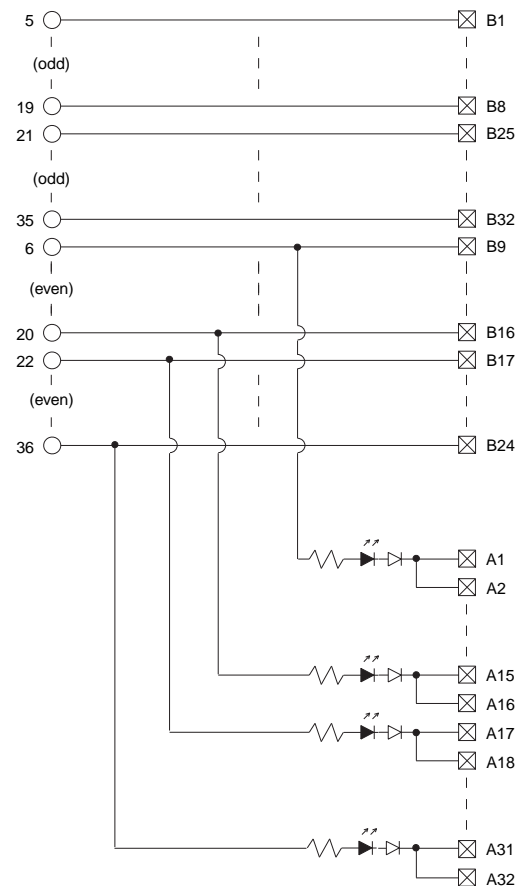 5 B1
(odd)
19 B8
21 B25
(odd)
35 B32
6 B9
(even)
20 B16
22 B17
(even)
36 B24
A1
A2
A15
A16
A17
A18
A31
A32